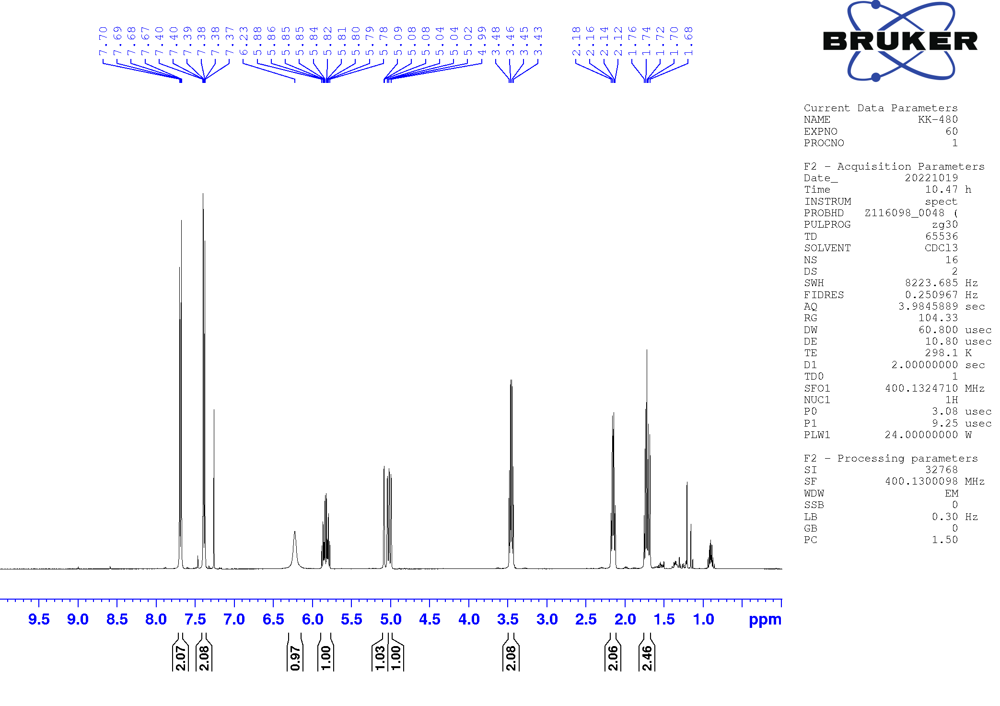 7.70
7.69
7.68
7.67
7.40
7.40
7.39
7.38
7.38
7.37
6.23
5.88
5.86
5.85
5.85
5.84
5.82
5.81
5.80
5.79
5.78
5.09
5.08
5.08
5.04
5.04
5.02
4.99
3.48
3.46
3.45
3.43
2.18
2.16
2.14
2.12
1.76
1.74
1.72
1.70
1.68
BRUKER
Current Data Parameters
NAME KK-480
EXPNO 60
PROCNO 1
F2 - Acquisition Parameters
Date_ 20221019
Time 10.47 h
INSTRUM spect
PROBHD Z116098_0048 (
PULPROG zg30
TD 65536
SOLVENT CDCl3
NS 16
DS 2
SWH 8223.685 Hz
FIDRES 0.250967 Hz
AQ 3.9845889 sec
RG 104.33
DW 60.800 usec
DE 10.80 usec
TE 298.1 K
D1 2.00000000 sec
TD0 1
SFO1 400.1324710 MHz
NUC1 1H
P0 3.08 usec
P1 9.25 usec
PLW1 24.00000000 W
F2 - Processing parameters
SI 32768
SF 400.1300098 MHz
WDW EM
SSB 0
LB 0.30 Hz
GB 0
PC 1.50
9.5 9.0 8.5 8.0 7.5 7.0 6.5 6.0 5.5 5.0 4.5 4.0 3.5 3.0 2.5 2.0 1.5 1.0 ppm
2.07
2.08
0.97
1.00
1.03
1.00
2.08
2.06
2.46